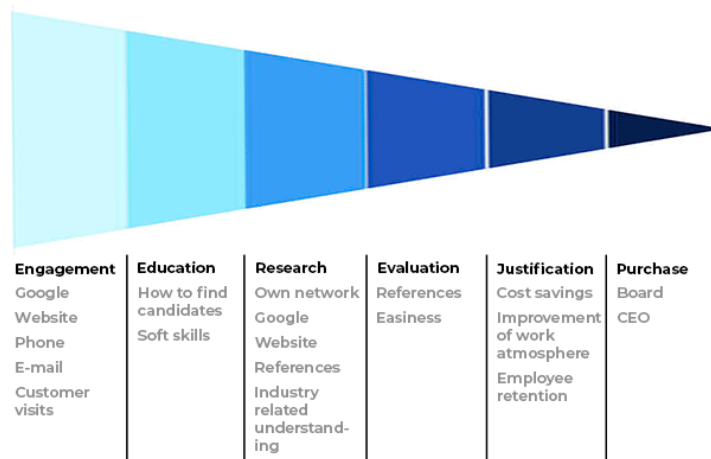 Engagement
Google
Website
Phone
E-mail
Customer
visits
Education
How to find
candidates
Soft skills
Research
Own network
Google
Website
References
Industry
related
understand-
ing
Evaluation
References
Easiness
Justification
Cost savings
Improvement
of work
atmosphere
Employee
retention
Purchase
Board
CEO